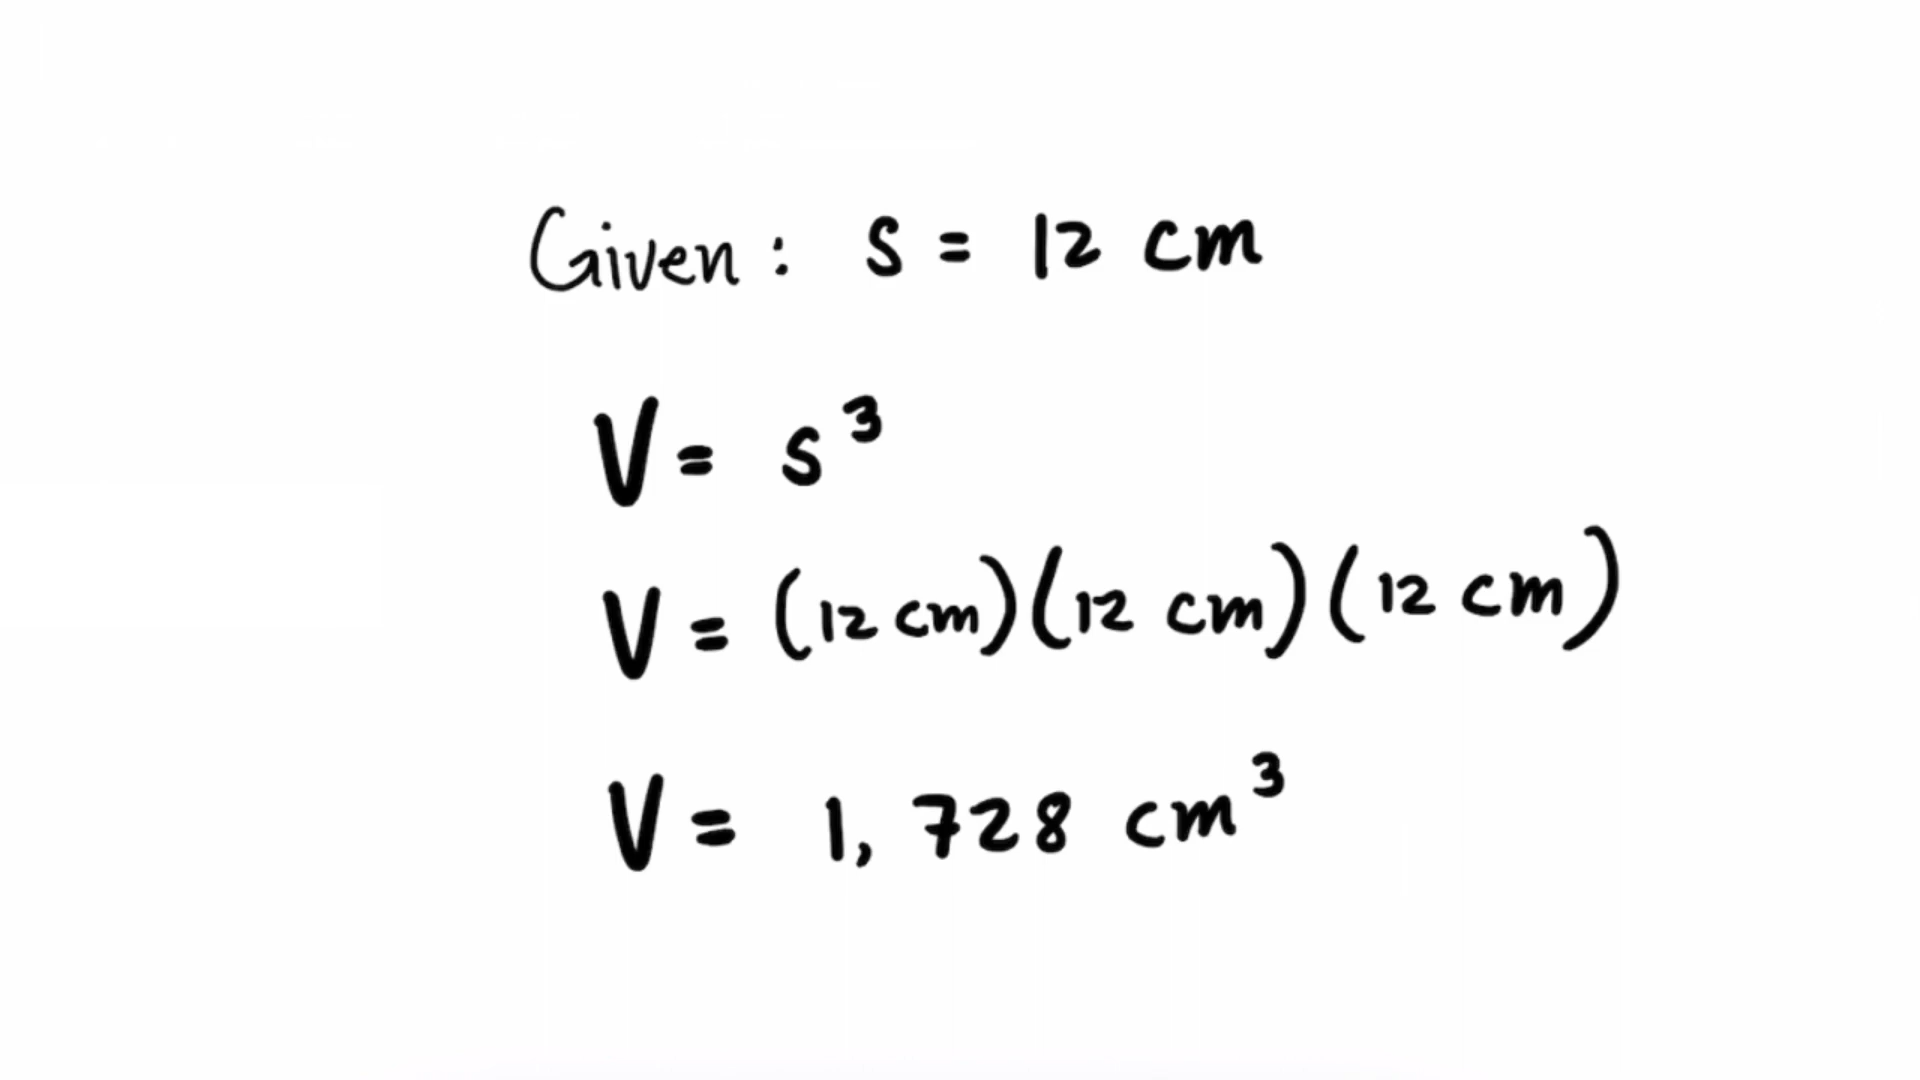 Given: s = 12 cm
V = s³
V = (12 cm)(12 cm)(12 cm)
V = 1,728 cm³